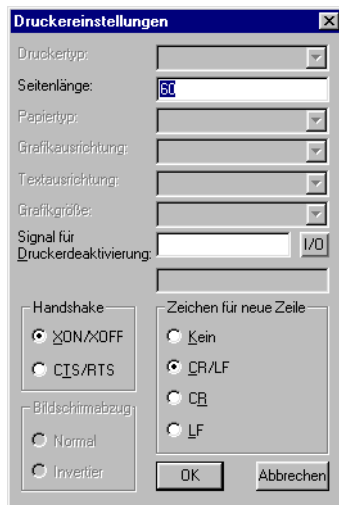 Druckereinstellungen
Druckertyp:
Seitenlänge: 60
Papiertyp:
Grafikausrichtung:
Textausrichtung:
Grafikgröße:
Signal für
Druckerdeaktivierung: I/O
Handshake
XON/XOFF
CTS/RTS
Bildschirmabzug
Normal
Invertier
Zeichen für neue Zeile
Kein
CR/LF
CR
LF
OK Abbrechen